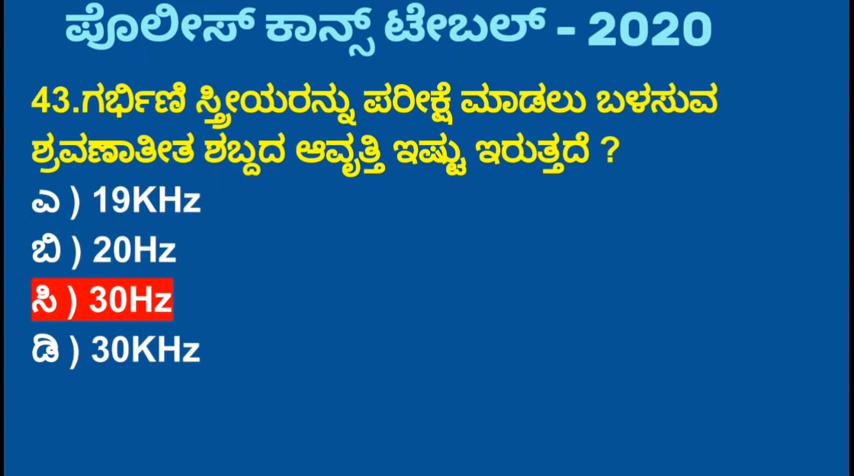 ಪೊಲೀಸ್ ಕಾನ್ಸ್ ಟೇಬಲ್ - 2020
43.ಗರ್ಭಿಣಿ ಸ್ತ್ರೀಯರನ್ನು ಪರೀಕ್ಷೆ ಮಾಡಲು ಬಳಸುವ
ಶ್ರವಣಾತೀತ ಶಬ್ದದ ಆವೃತ್ತಿ ಇಷ್ಟು ಇರುತ್ತದೆ ?
ಎ ) 19KHz
ಬಿ ) 20Hz
ಸಿ ) 30Hz
ಡಿ ) 30KHz